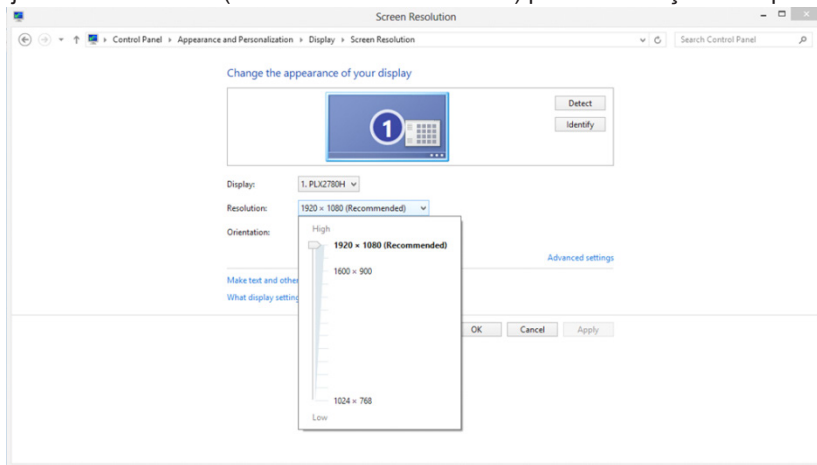 Screen Resolution
Control Panel Appearance and Personalization Display Screen Resolution
Search Control Panel
Change the appearance of your display
1
Detect
Identify
Display: 1. PLX2780H
Resolution: 1920 × 1080 (Recommended)
Orientation:
High
1920 × 1080 (Recommended)
1600 × 900
1024 × 768
Low
Advanced settings
Make text and othe
What display setting
OK Cancel Apply